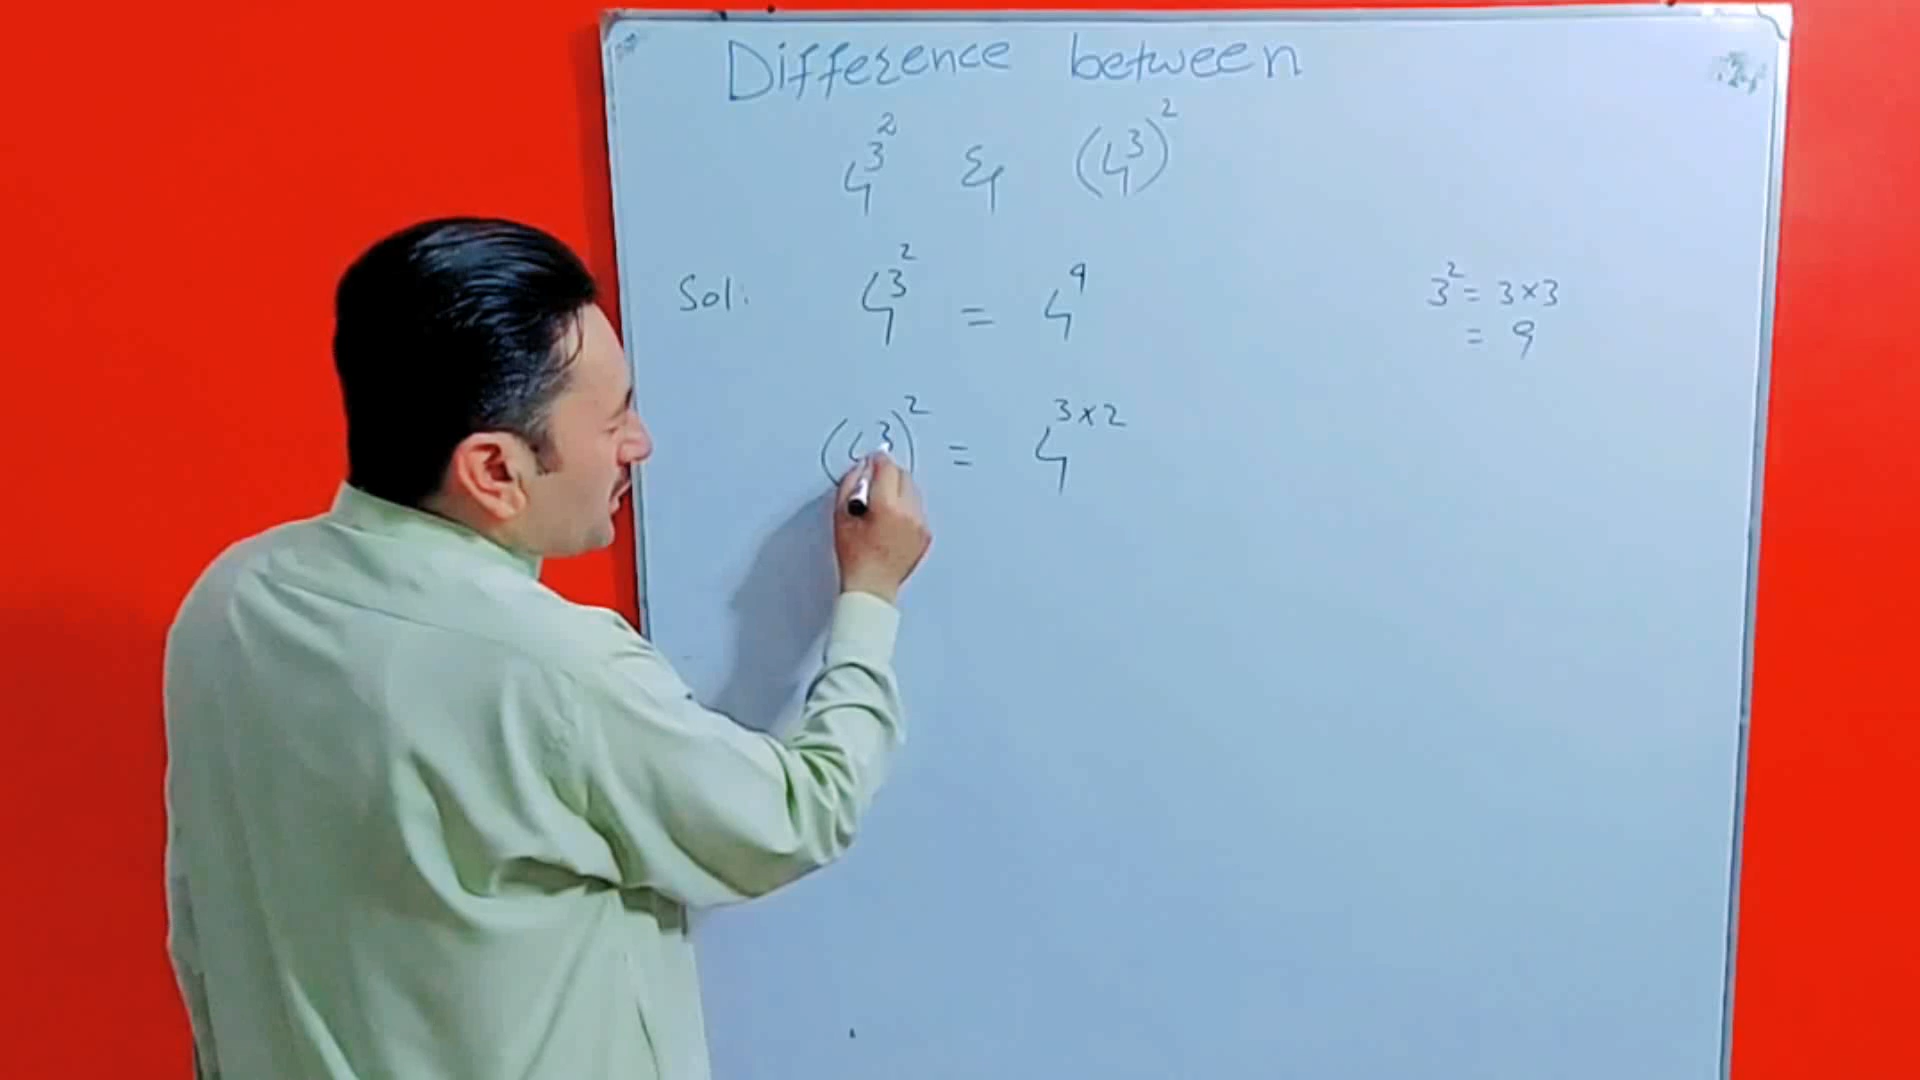 Difference between
4^3^2 & (4^3)^2
Sol: 4^3^2 = 4^9
3^2 = 3×3
= 9
(4^3)^2 = 4^3×2